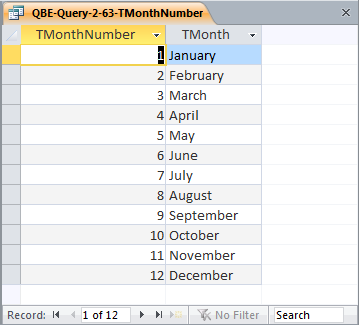 QBE-Query-2-63-TMonthNumber
TMonthNumber TMonth
1 January
2 February
3 March
4 April
5 May
6 June
7 July
8 August
9 September
10 October
11 November
12 December
Record: 1 of 12 No Filter Search